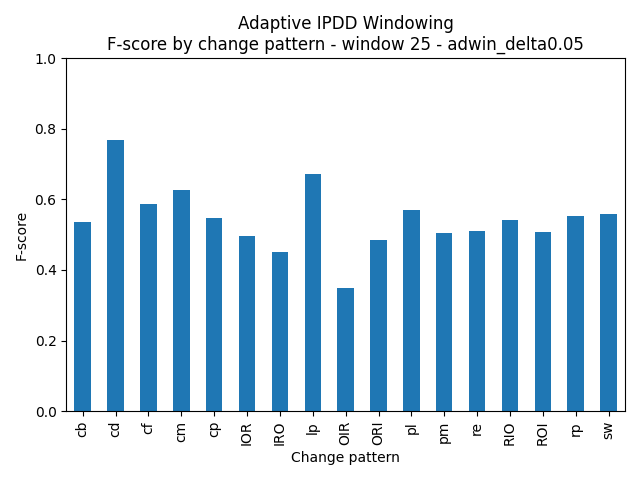 Adaptive IPDD Windowing
F-score by change pattern - window 25 - adwin_delta0.05
1.0
0.8
0.6
0.4
0.2
0.0
F-score
cb
cd
cf
cm
cp
IOR
IRO
lp
OIR
ORI
pl
pm
re
RIO
ROI
rp
sw
Change pattern